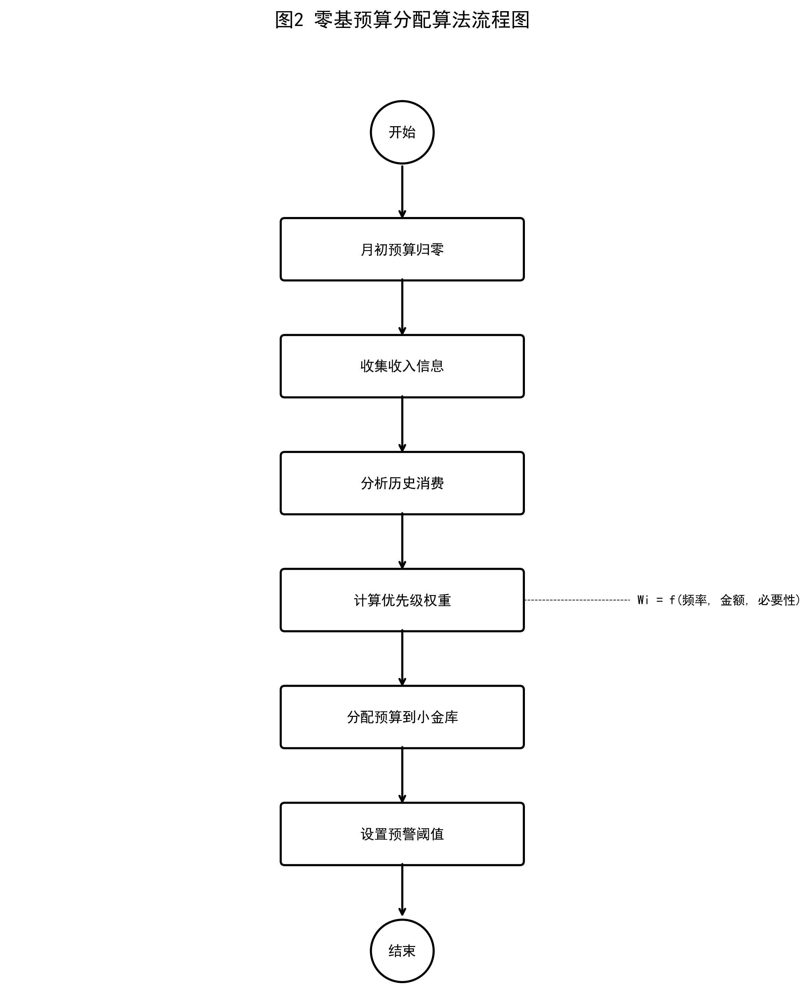 图2 零基预算分配算法流程图
开始
月初预算归零
收集收入信息
分析历史消费
计算优先级权重
Wi = f(频率, 金额, 必要性)
分配预算到小金库
设置预警阈值
结束